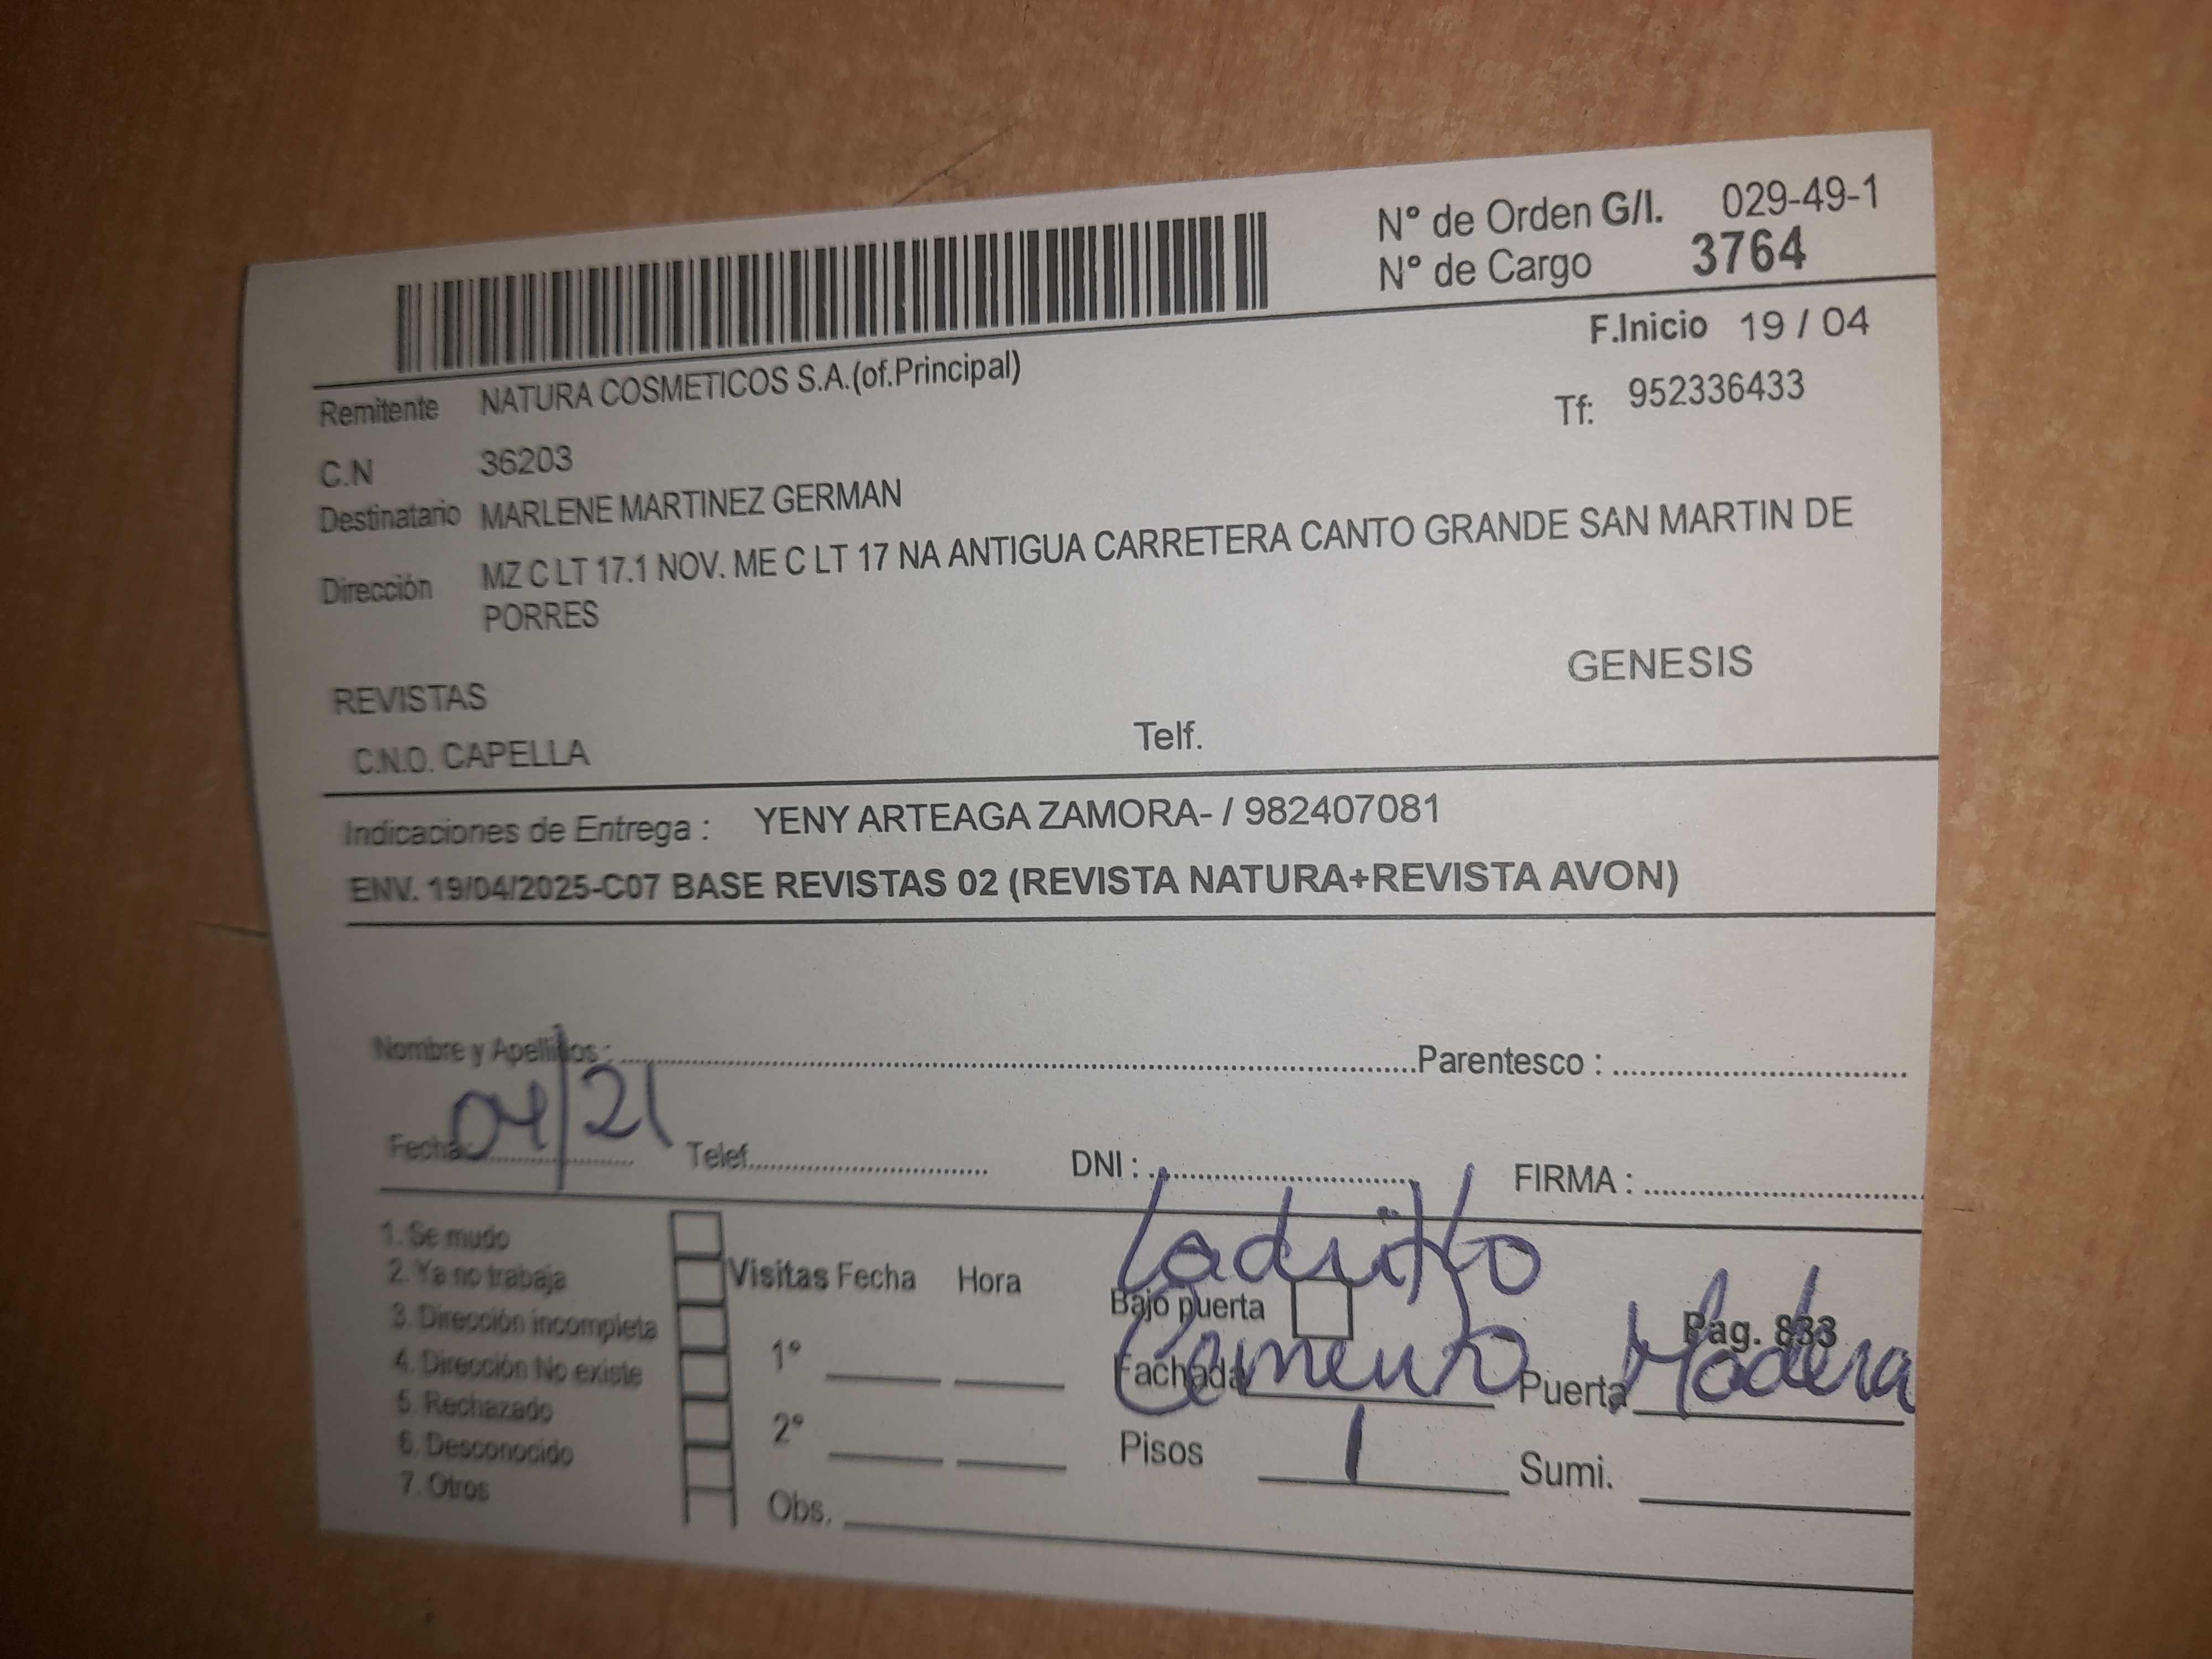 N° de Orden G/I. 029-49-1
N° de Cargo 3764
F.Inicio 19 / 04
Remitente NATURA COSMETICOS S.A.(of.Principal)
Tf: 952336433
C.N 36203
Destinatario MARLENE MARTINEZ GERMAN
Dirección MZ C LT 17.1 NOV. ME C LT 17 NA ANTIGUA CARRETERA CANTO GRANDE SAN MARTIN DE
PORRES
GENESIS
REVISTAS
C.N.O. CAPELLA Telf.
Indicaciones de Entrega : YENY ARTEAGA ZAMORA- / 982407081
ENV. 19/04/2025-C07 BASE REVISTAS 02 (REVISTA NATURA+REVISTA AVON)
Nombre y Apellidos : Parentesco :
Fecha: 04/21 Telef. DNI : FIRMA :
1. Se mudo
2. Ya no trabaja
3. Dirección incompleta
4. Dirección No existe
5. Rechazado
6. Desconocido
7. Otros
Visitas Fecha Hora
1°
2°
Obs.
Ladrillo
Bajo puerta Pag. 833
Fachada Cemento Puerta Madera
Pisos 1 Sumi.